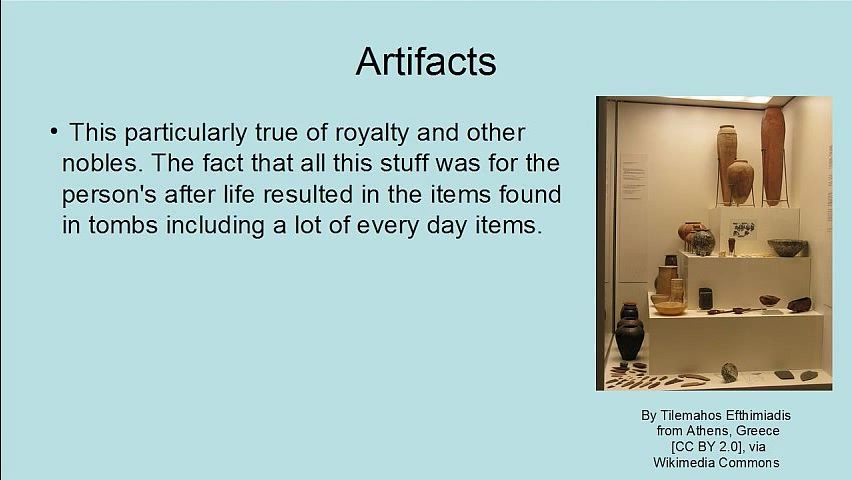 Artifacts
• This particularly true of royalty and other
nobles. The fact that all this stuff was for the
person's after life resulted in the items found
in tombs including a lot of every day items.
By Tilemahos Efthimiadis
from Athens, Greece
[CC BY 2.0], via
Wikimedia Commons